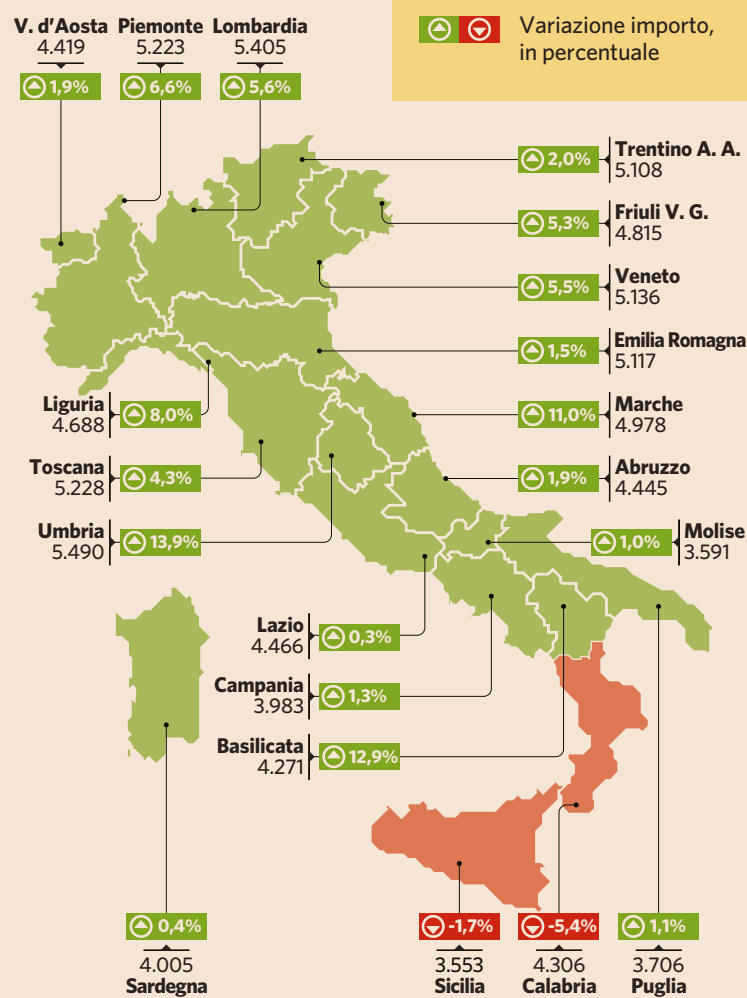 V. d'Aosta
4.419
1,9%
Piemonte
5.223
6,6%
Lombardia
5.405
5,6%
Variazione importo,
in percentuale
2,0%
Trentino A. A.
5.108
5,3%
Friuli V. G.
4.815
5,5%
Veneto
5.136
1,5%
Emilia Romagna
5.117
Liguria
4.688
8,0%
11,0%
Marche
4.978
Toscana
5.228
4,3%
1,9%
Abruzzo
4.445
Umbria
5.490
13,9%
1,0%
Molise
3.591
Lazio
4.466
0,3%
Campania
3.983
1,3%
Basilicata
4.271
12,9%
0,4%
4.005
Sardegna
-1,7%
3.553
Sicilia
-5,4%
4.306
Calabria
1,1%
3.706
Puglia